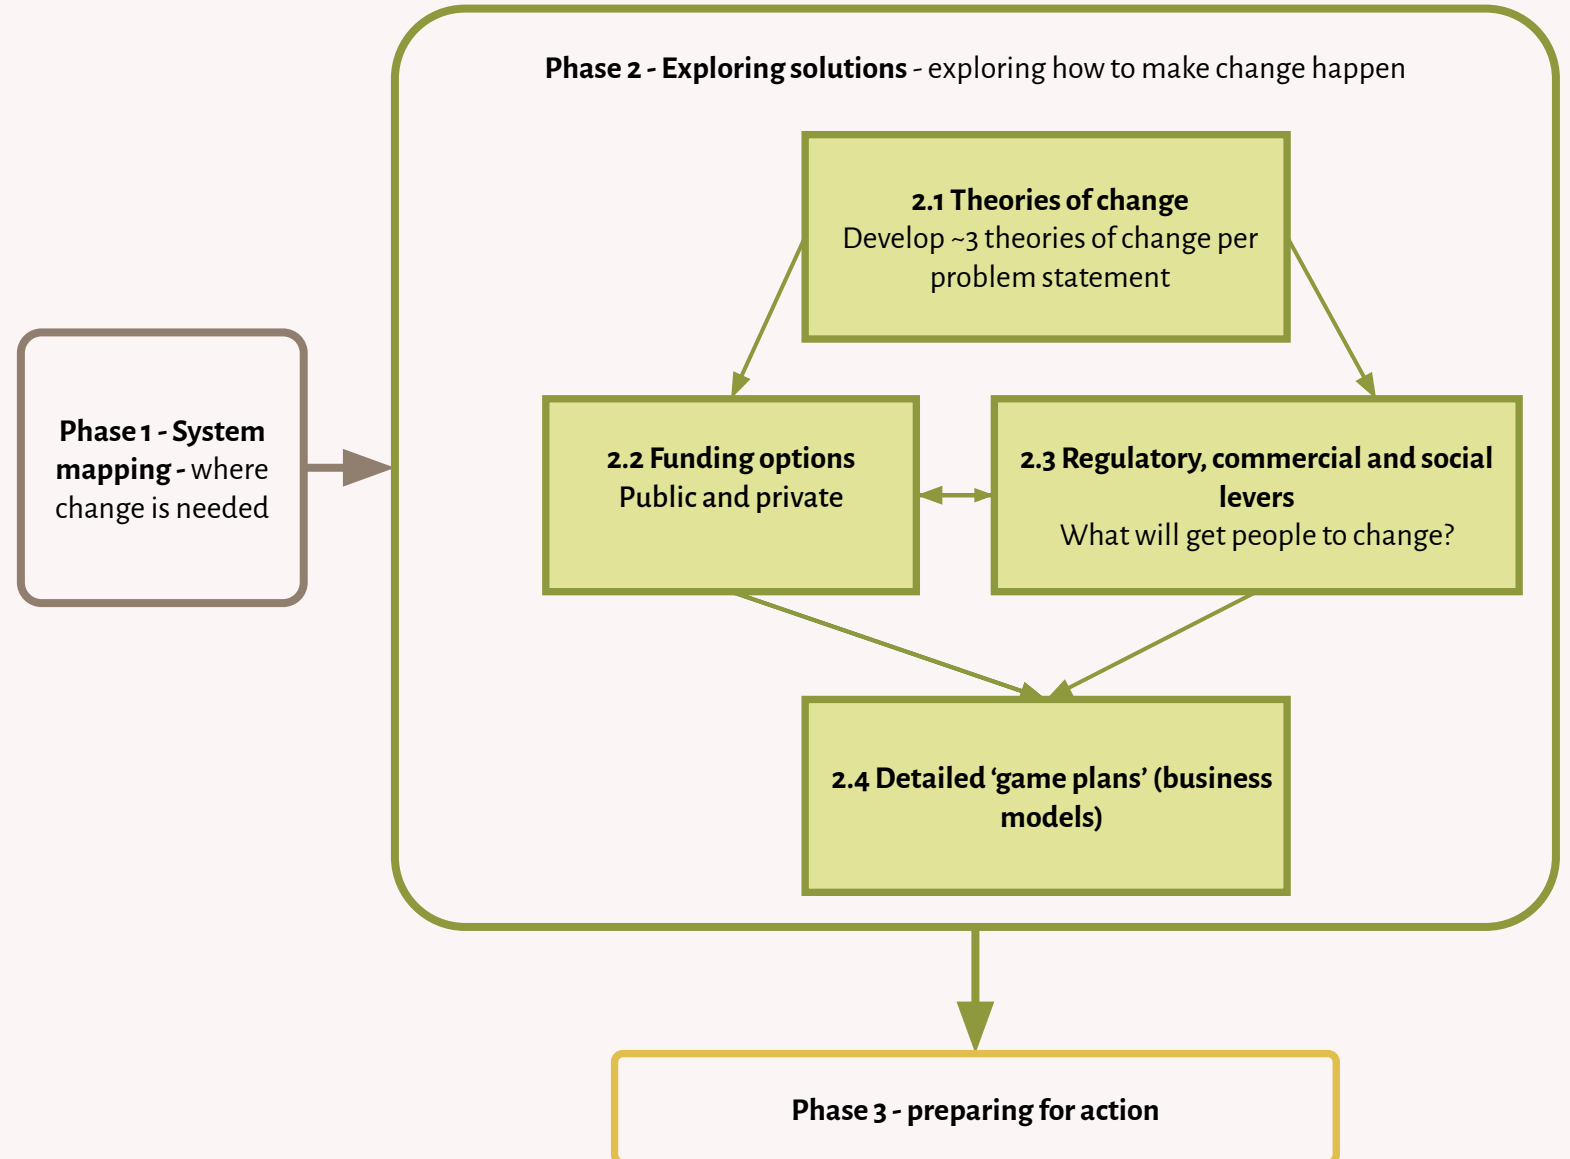 Phase 2 - Exploring solutions - exploring how to make change happen
2.1 Theories of change
Develop ~3 theories of change per
problem statement
Phase 1 - System
mapping - where
change is needed
2.2 Funding options
Public and private
2.3 Regulatory, commercial and social
levers
What will get people to change?
2.4 Detailed ‘game plans’ (business
models)
Phase 3 - preparing for action